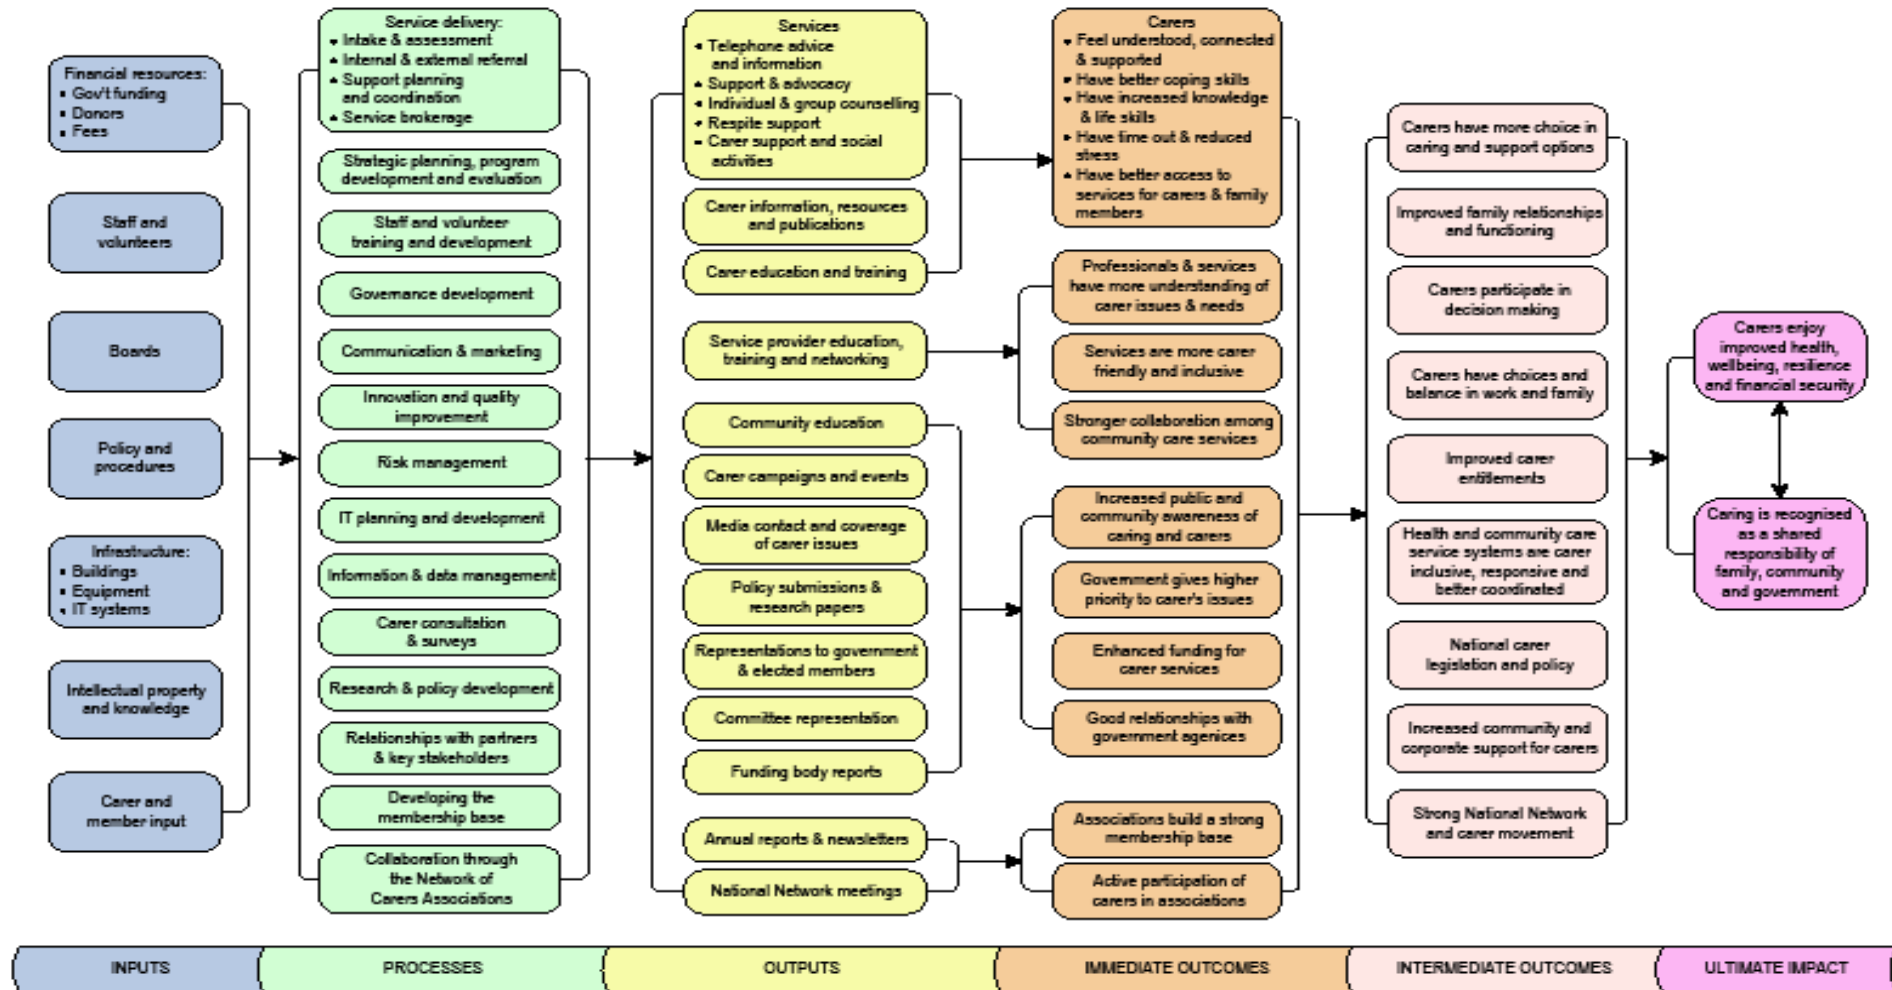 Financial resources:
▪ Gov't funding
▪ Donors
▪ Fees
Staff and
volunteers
Boards
Policy and
procedures
Infrastructure:
▪ Buildings
▪ Equipment
▪ IT systems
Intellectual property
and knowledge
Carer and
member input
Service delivery:
• Intake & assessment
• Internal & external referral
• Support planning
and coordination
• Service brokerage
Strategic planning, program
development and evaluation
Staff and volunteer
training and development
Governance development
Communication & marketing
Innovation and quality
improvement
Risk management
IT planning and development
Information & data management
Carer consultation
& surveys
Research & policy development
Relationships with partners
& key stakeholders
Developing the
membership base
Collaboration through
the Network of
Carers Associations
Services
• Telephone advice
and information
• Support & advocacy
• Individual & group counselling
• Respite support
• Carer support and social
activities
Carer information, resources
and publications
Carer education and training
Service provider education,
training and networking
Community education
Carer campaigns and events
Media contact and coverage
of carer issues
Policy submissions &
research papers
Representations to government
& elected members
Committee representation
Funding body reports
Annual reports & newsletters
National Network meetings
Carers
• Feel understood, connected
& supported
• Have better coping skills
• Have increased knowledge
& life skills
• Have time out & reduced
stress
• Have better access to
services for carers & family
members
Professionals & services
have more understanding of
carer issues & needs
Services are more carer
friendly and inclusive
Stronger collaboration among
community care services
Increased public and
community awareness of
caring and carers
Government gives higher
priority to carer's issues
Enhanced funding for
carer services
Good relationships with
government agenices
Associations build a strong
membership base
Active participation of
carers in associations
Carers have more choice in
caring and support options
Improved family relationships
and functioning
Carers participate in
decision making
Carers have choices and
balance in work and family
Improved carer
entitlements
Health and community care
service systems are carer
inclusive, responsive and
better coordinated
National carer
legislation and policy
Increased community and
corporate support for carers
Strong National Network
and carer movement
Carers enjoy
improved health,
wellbeing, resilience
and financial security
Caring is recognised
as a shared
responsibility of
family, community
and government
INPUTS
PROCESSES
OUTPUTS
IMMEDIATE OUTCOMES
INTERMEDIATE OUTCOMES
ULTIMATE IMPACT